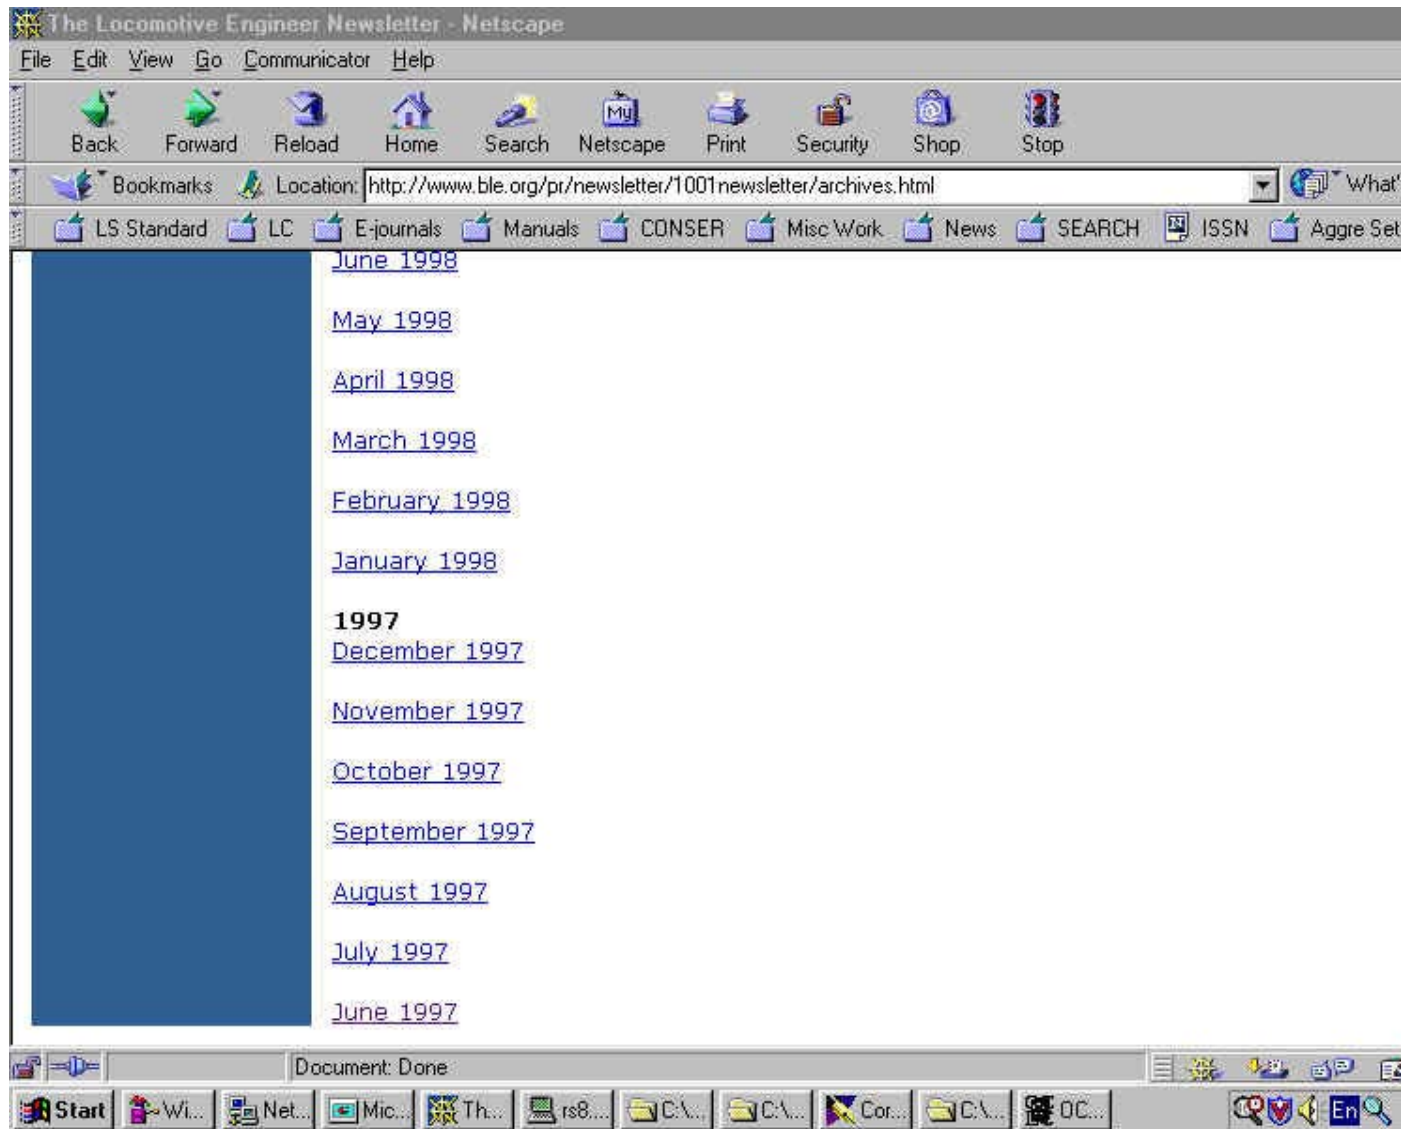 The Locomotive Engineer Newsletter - Netscape
File Edit View Go Communicator Help
Back Forward Reload Home Search Netscape Print Security Shop Stop
Bookmarks Location: http://www.ble.org/pr/newsletter/1001newsletter/archives.html What'
LS Standard LC E-journals Manuals CONSER Misc Work News SEARCH ISSN Aggre Set
June 1998
May 1998
April 1998
March 1998
February 1998
January 1998
1997
December 1997
November 1997
October 1997
September 1997
August 1997
July 1997
June 1997
Document: Done
Start Wi... Net... Mic... Th... rs8... C:\... C:\... Cor... C:\... OC... En